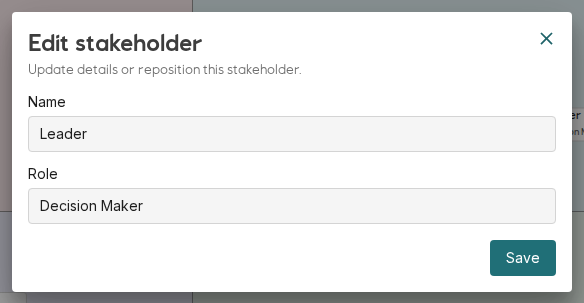 Edit stakeholder
Update details or reposition this stakeholder.
Name
Leader
Role
Decision Maker
Save